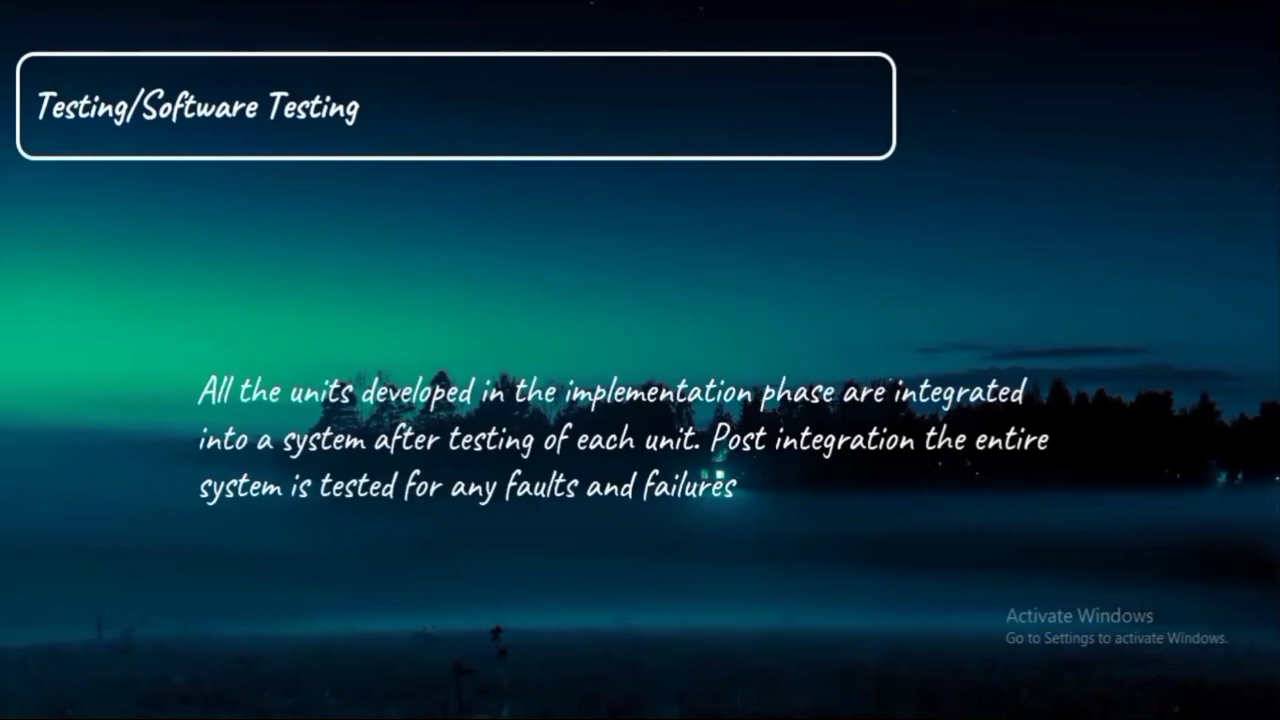 Testing/Software Testing
All the units developed in the implementation phase are integrated
into a system after testing of each unit. Post integration the entire
system is tested for any faults and failures
Activate Windows
Go to Settings to activate Windows.